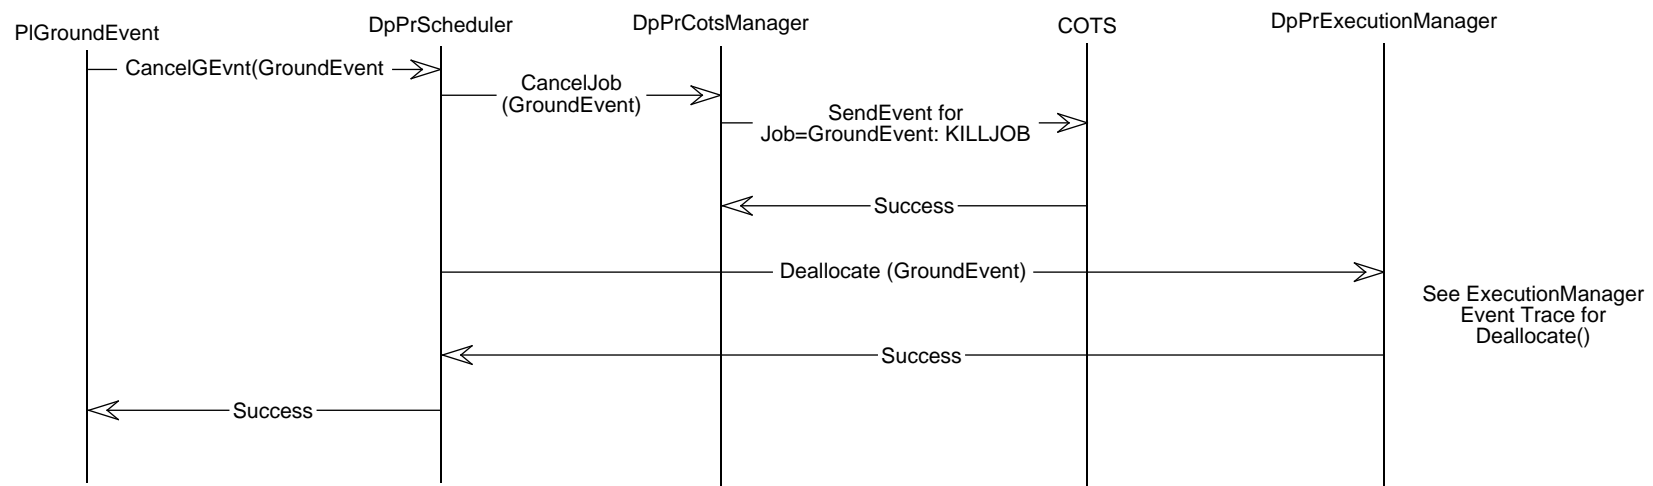 PlGroundEvent
DpPrScheduler
DpPrCotsManager
COTS
DpPrExecutionManager
CancelGEvnt(GroundEvent
CancelJob
(GroundEvent)
SendEvent for
Job=GroundEvent: KILLJOB
Success
Deallocate (GroundEvent)
See ExecutionManager
Event Trace for
Deallocate()
Success
Success